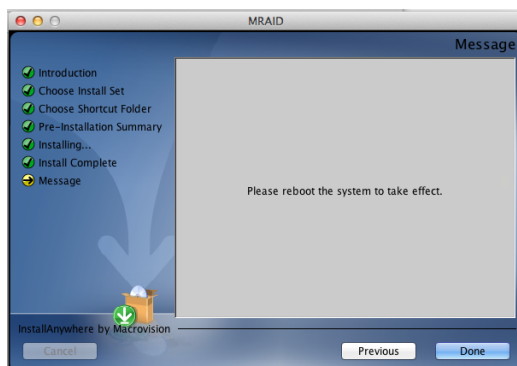 MRAID
Message
Introduction
Choose Install Set
Choose Shortcut Folder
Pre-Installation Summary
Installing...
Install Complete
Message
Please reboot the system to take effect.
InstallAnywhere by Macrovision
Cancel
Previous
Done